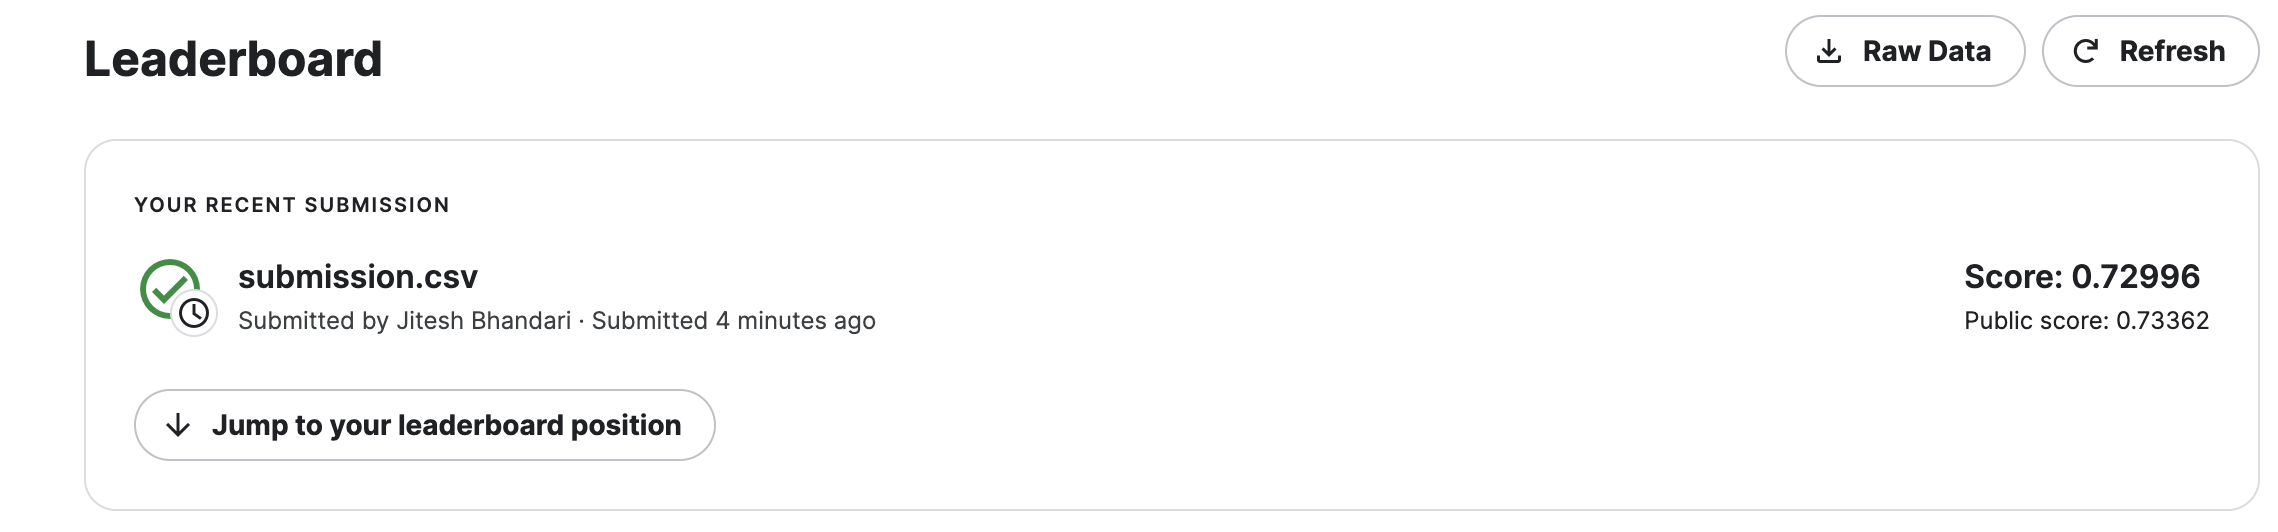 Leaderboard
Raw Data
Refresh
YOUR RECENT SUBMISSION
submission.csv
Submitted by Jitesh Bhandari · Submitted 4 minutes ago
Score: 0.72996
Public score: 0.73362
Jump to your leaderboard position